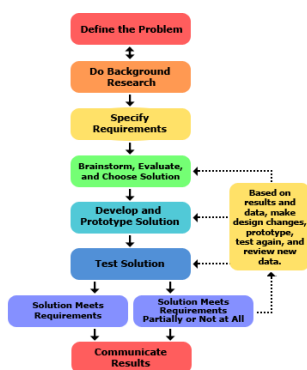 Define the Problem
Do Background
Research
Specify
Requirements
Brainstorm, Evaluate,
and Choose Solution
Develop and
Prototype Solution
Test Solution
Based on
results and
data, make
design changes,
prototype,
test again, and
review new
data.
Solution Meets
Requirements
Solution Meets
Requirements
Partially or Not at All
Communicate
Results